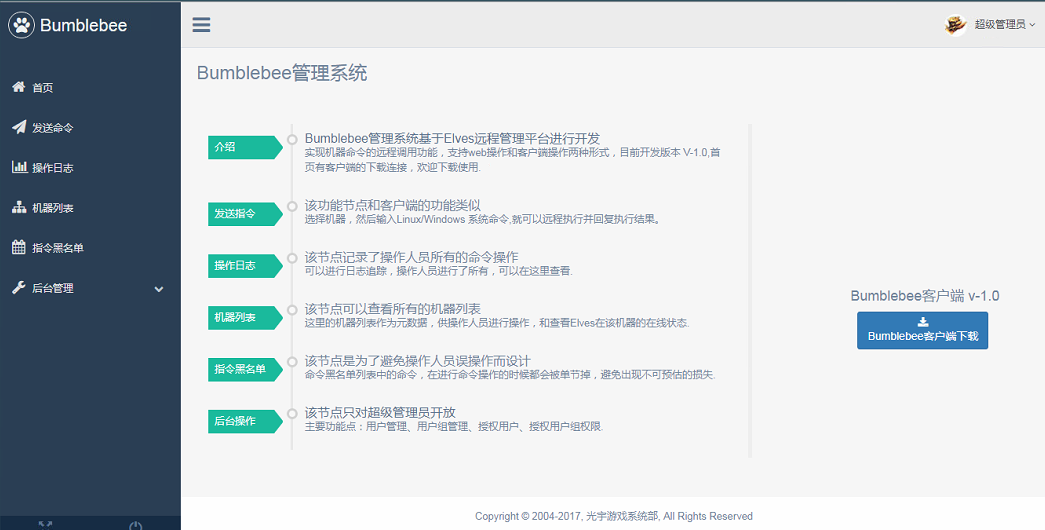 Bumblebee
超级管理员
首页
发送命令
操作日志
机器列表
指令黑名单
后台管理
Bumblebee管理系统
介绍
Bumblebee管理系统基于Elves远程管理平台进行开发
实现机器命令的远程调用功能，支持web操作和客户端操作两种形式，目前开发版本 V-1.0,首
页有客户端的下载连接，欢迎下载使用.
发送指令
该功能节点和客户端的功能类似
选择机器，然后输入Linux/Windows 系统命令,就可以远程执行并回复执行结果。
操作日志
该节点记录了操作人员所有的命令操作
可以进行日志追踪，操作人员进行了所有，可以在这里查看.
机器列表
该节点可以查看所有的机器列表
这里的机器列表作为元数据，供操作人员进行操作，和查看Elves在该机器的在线状态.
指令黑名单
该节点是为了避免操作人员误操作而设计
命令黑名单列表中的命令，在进行命令操作的时候都会被单节掉，避免出现不可预估的损失.
后台操作
该节点只对超级管理员开放
主要功能点：用户管理、用户组管理、授权用户、授权用户组权限.
Bumblebee客户端 v-1.0
Bumblebee客户端下载
Copyright © 2004-2017, 光宇游戏系统部, All Rights Reserved